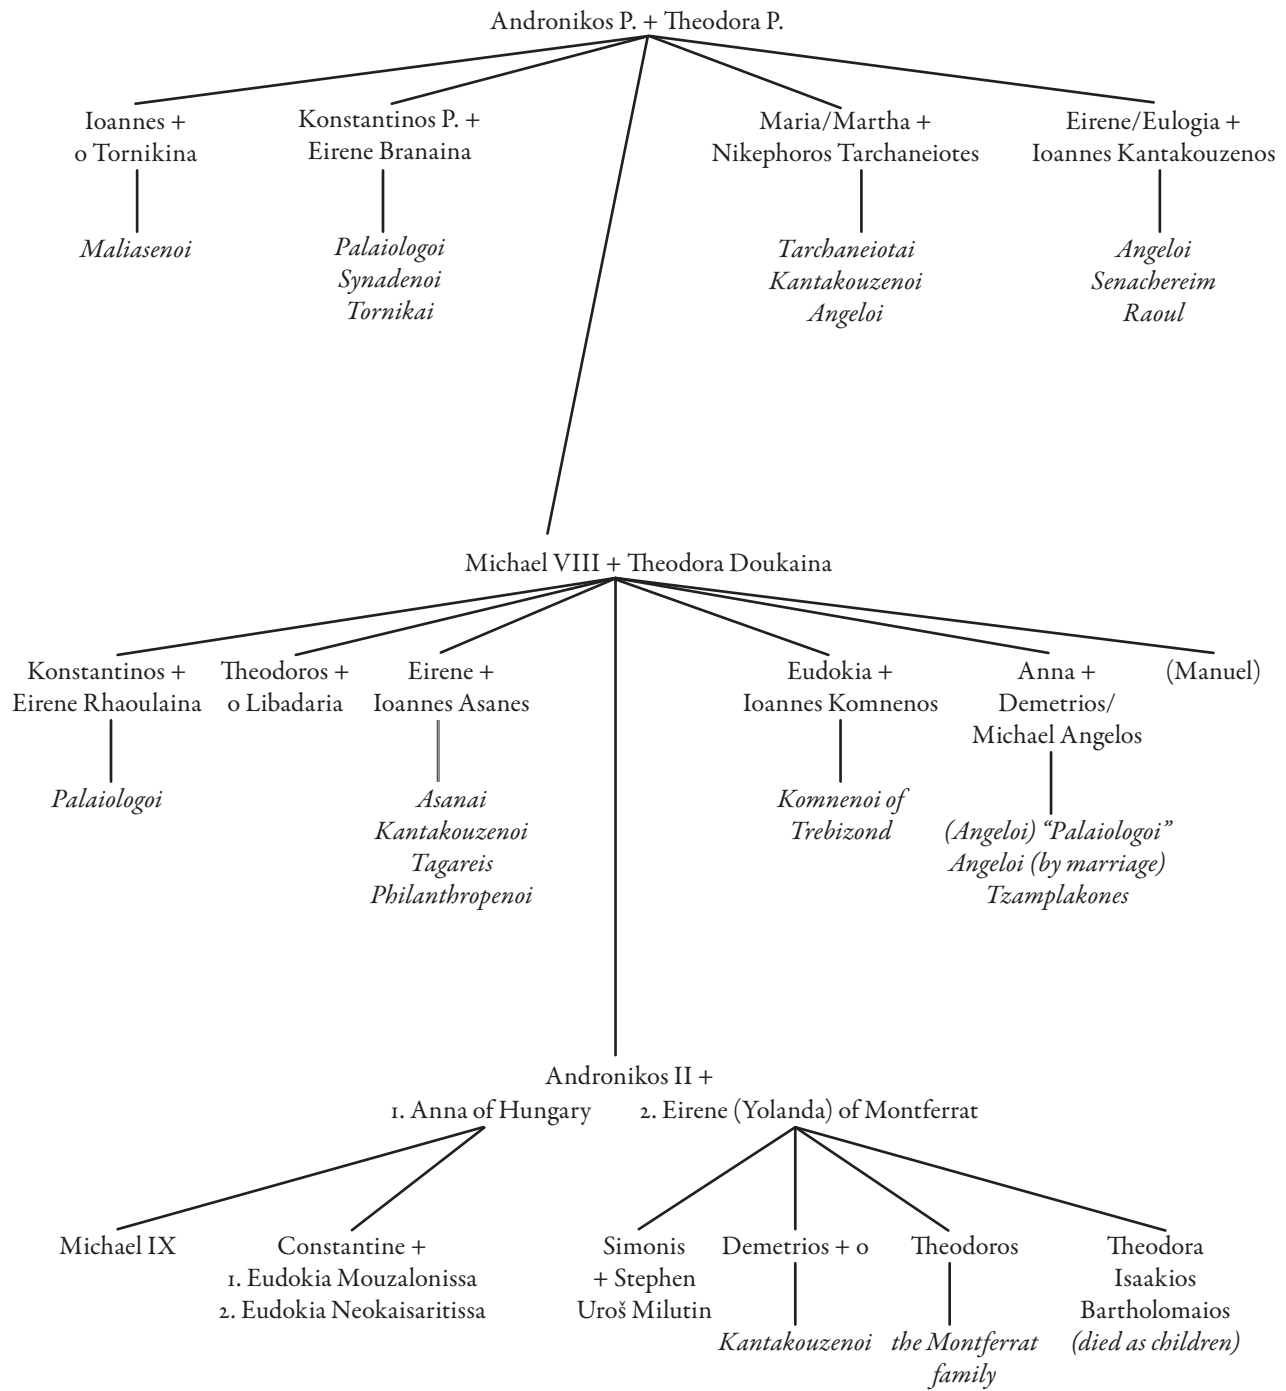 Andronikos P. + Theodora P.
Ioannes +
o Tornikina
Konstantinos P. +
Eirene Branaina
Maria/Martha +
Nikephoros Tarchaneiotes
Eirene/Eulogia +
Ioannes Kantakouzenos
Maliasenoi
Palaiologoi
Synadenoi
Tornikai
Tarchaneiotai
Kantakouzenoi
Angeloi
Angeloi
Senachereim
Raoul
Michael VIII + Theodora Doukaina
Konstantinos +
Eirene Rhaoulaina
Theodoros +
o Libadaria
Eirene +
Ioannes Asanes
Eudokia +
Ioannes Komnenos
Anna +
Demetrios/
Michael Angelos
(Manuel)
Palaiologoi
Asanai
Kantakouzenoi
Tagareis
Philanthropenoi
Komnenoi of
Trebizond
(Angeloi) “Palaiologoi”
Angeloi (by marriage)
Tzamplakones
Andronikos II +
1. Anna of Hungary
2. Eirene (Yolanda) of Montferrat
Michael IX
Constantine +
1. Eudokia Mouzalonissa
2. Eudokia Neokaisaritissa
Simonis
+ Stephen
Uroš Milutin
Demetrios + o
Kantakouzenoi
Theodoros
the Montferrat
family
Theodora
Isaakios
Bartholomaios
(died as children)